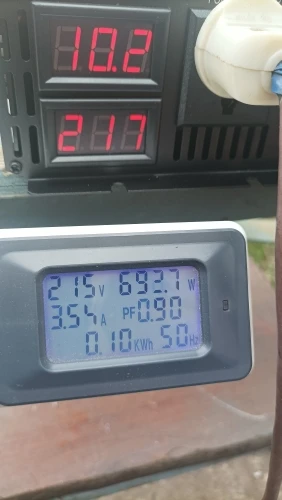 10.2
217
215 V 692.7 W
3.54 A PF 0.90
0.10 KWh 50 Hz